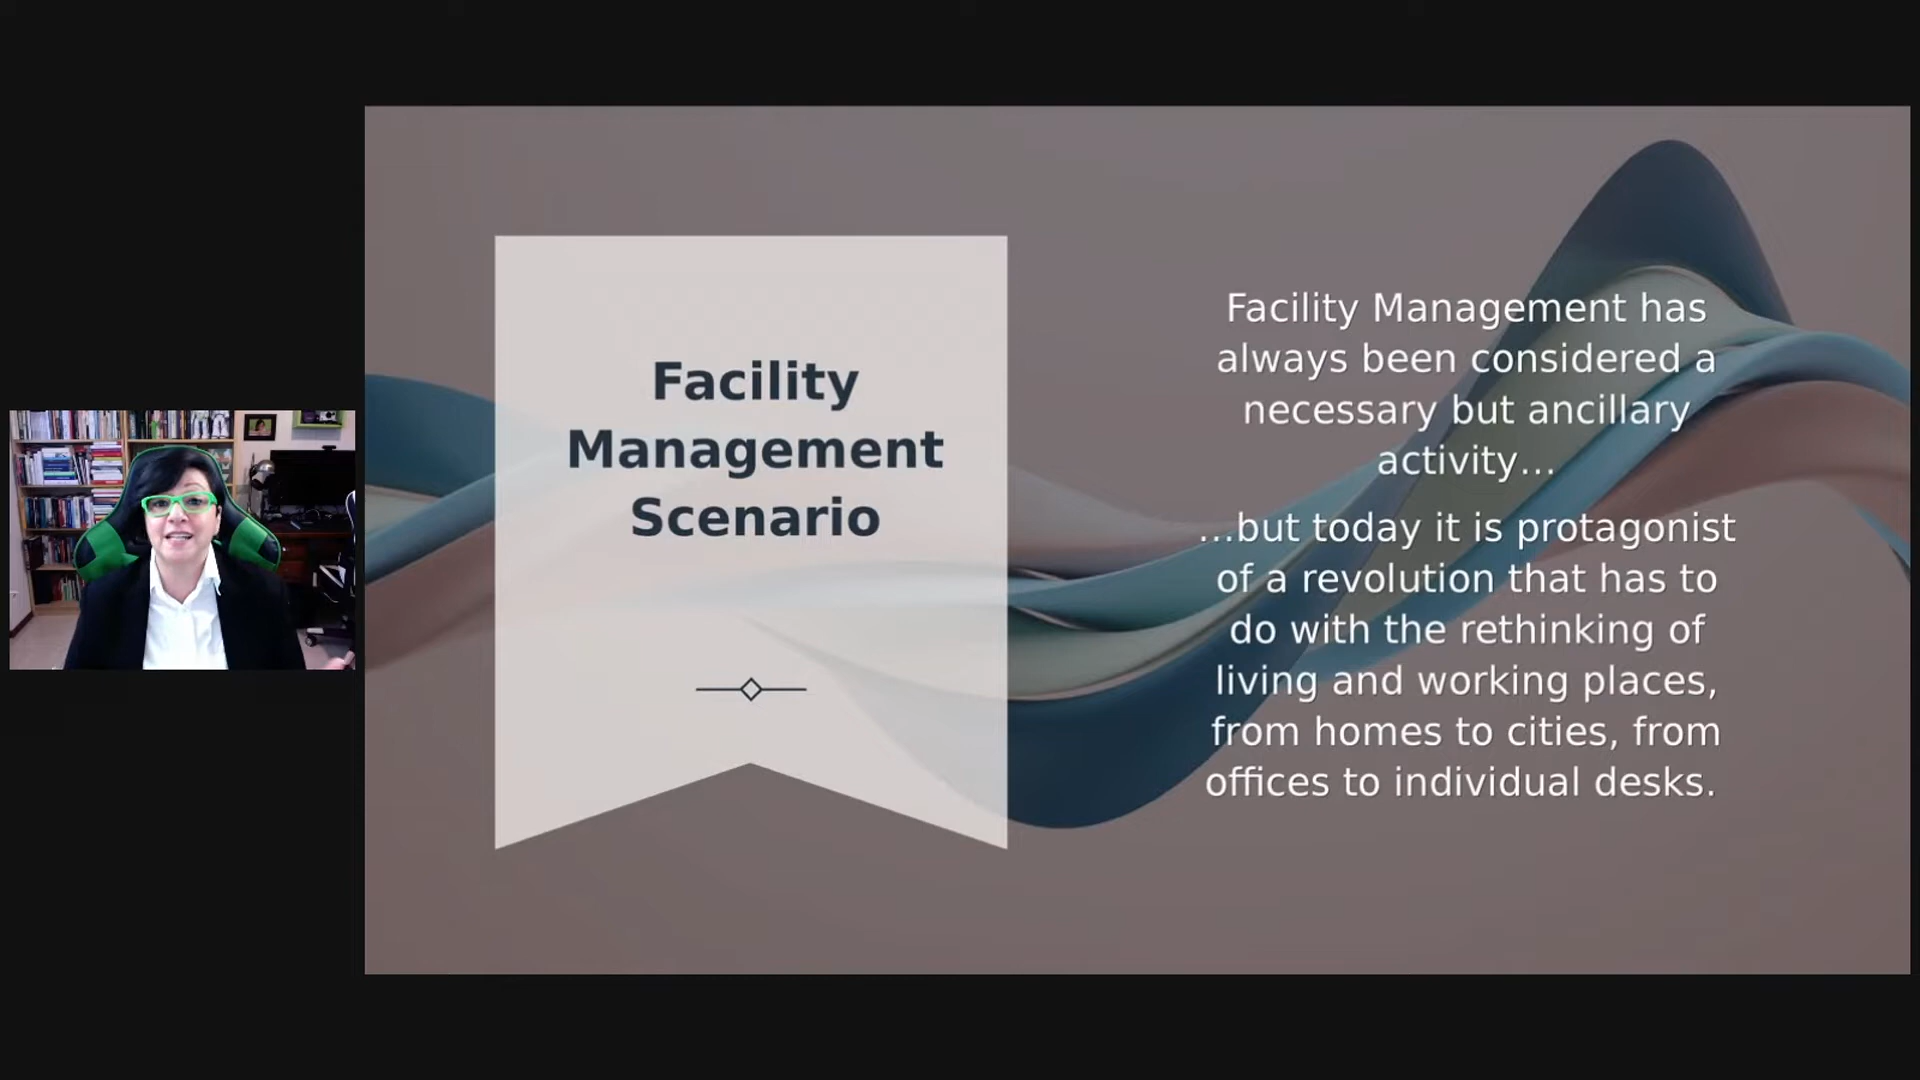 Facility
Management
Scenario
Facility Management has
always been considered a
necessary but ancillary
activity…
…but today it is protagonist
of a revolution that has to
do with the rethinking of
living and working places,
from homes to cities, from
offices to individual desks.